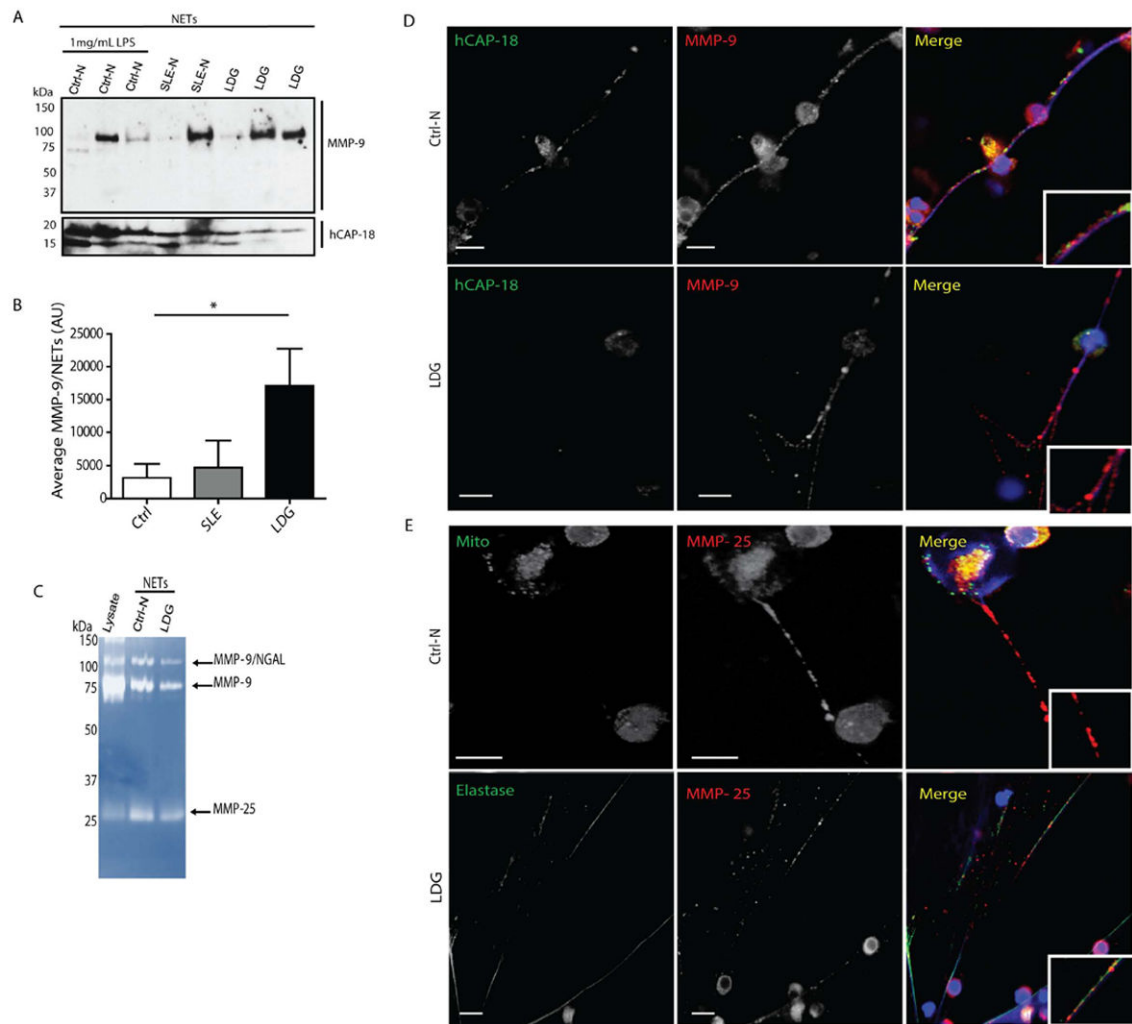 A
NETs
1mg/mL LPS
Ctrl-N Ctrl-N Ctrl-N SLE-N SLE-N LDG LDG LDG
kDa
150
100
75
50
37
MMP-9
20
15
hCAP-18
B
*
Average MMP-9/NETs (AU)
25000
20000
15000
10000
5000
0
Ctrl SLE LDG
C
NETs
Lysate Ctrl-N LDG
kDa
150
100
75
50
37
25
MMP-9/NGAL
MMP-9
MMP-25
D
hCAP-18 MMP-9 Merge
Ctrl-N
hCAP-18 MMP-9 Merge
LDG
E
Mito MMP- 25 Merge
Ctrl-N
Elastase MMP- 25 Merge
LDG